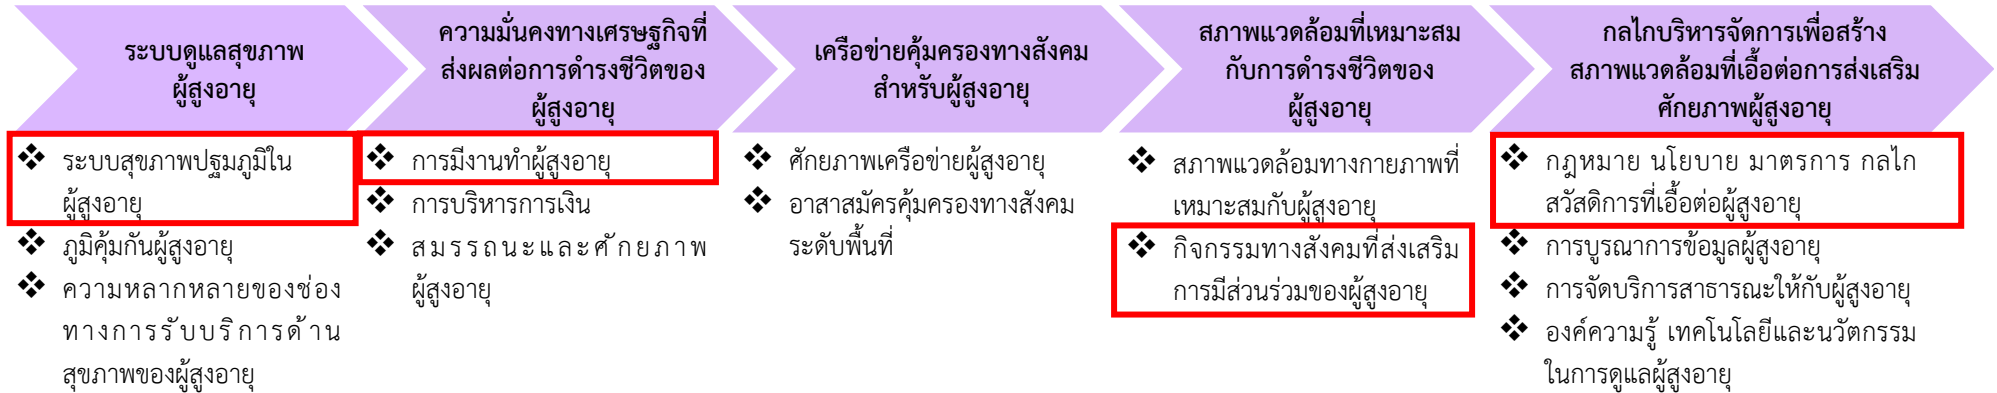 ระบบดูแลสุขภาพ
ผู้สูงอายุ
ความมั่นคงทางเศรษฐกิจที่
ส่งผลต่อการดำรงชีวิตของ
ผู้สูงอายุ
เครือข่ายคุ้มครองทางสังคม
สำหรับผู้สูงอายุ
สภาพแวดล้อมที่เหมาะสม
กับการดำรงชีวิตของ
ผู้สูงอายุ
กลไกบริหารจัดการเพื่อสร้าง
สภาพแวดล้อมที่เอื้อต่อการส่งเสริม
ศักยภาพผู้สูงอายุ
❖ ระบบสุขภาพปฐมภูมิใน
ผู้สูงอายุ
❖ ภูมิคุ้มกันผู้สูงอายุ
❖ ความหลากหลายของช่อง
ทางการรับบริการด้าน
สุขภาพของผู้สูงอายุ
❖ การมีงานทำผู้สูงอายุ
❖ การบริหารการเงิน
❖ สมรรถนะและศักยภาพ
ผู้สูงอายุ
❖ ศักยภาพเครือข่ายผู้สูงอายุ
❖ อาสาสมัครคุ้มครองทางสังคม
ระดับพื้นที่
❖ สภาพแวดล้อมทางกายภาพที่
เหมาะสมกับผู้สูงอายุ
❖ กิจกรรมทางสังคมที่ส่งเสริม
การมีส่วนร่วมของผู้สูงอายุ
❖ กฎหมาย นโยบาย มาตรการ กลไก
สวัสดิการที่เอื้อต่อผู้สูงอายุ
❖ การบูรณาการข้อมูลผู้สูงอายุ
❖ การจัดบริการสาธารณะให้กับผู้สูงอายุ
❖ องค์ความรู้ เทคโนโลยีและนวัตกรรม
ในการดูแลผู้สูงอายุ